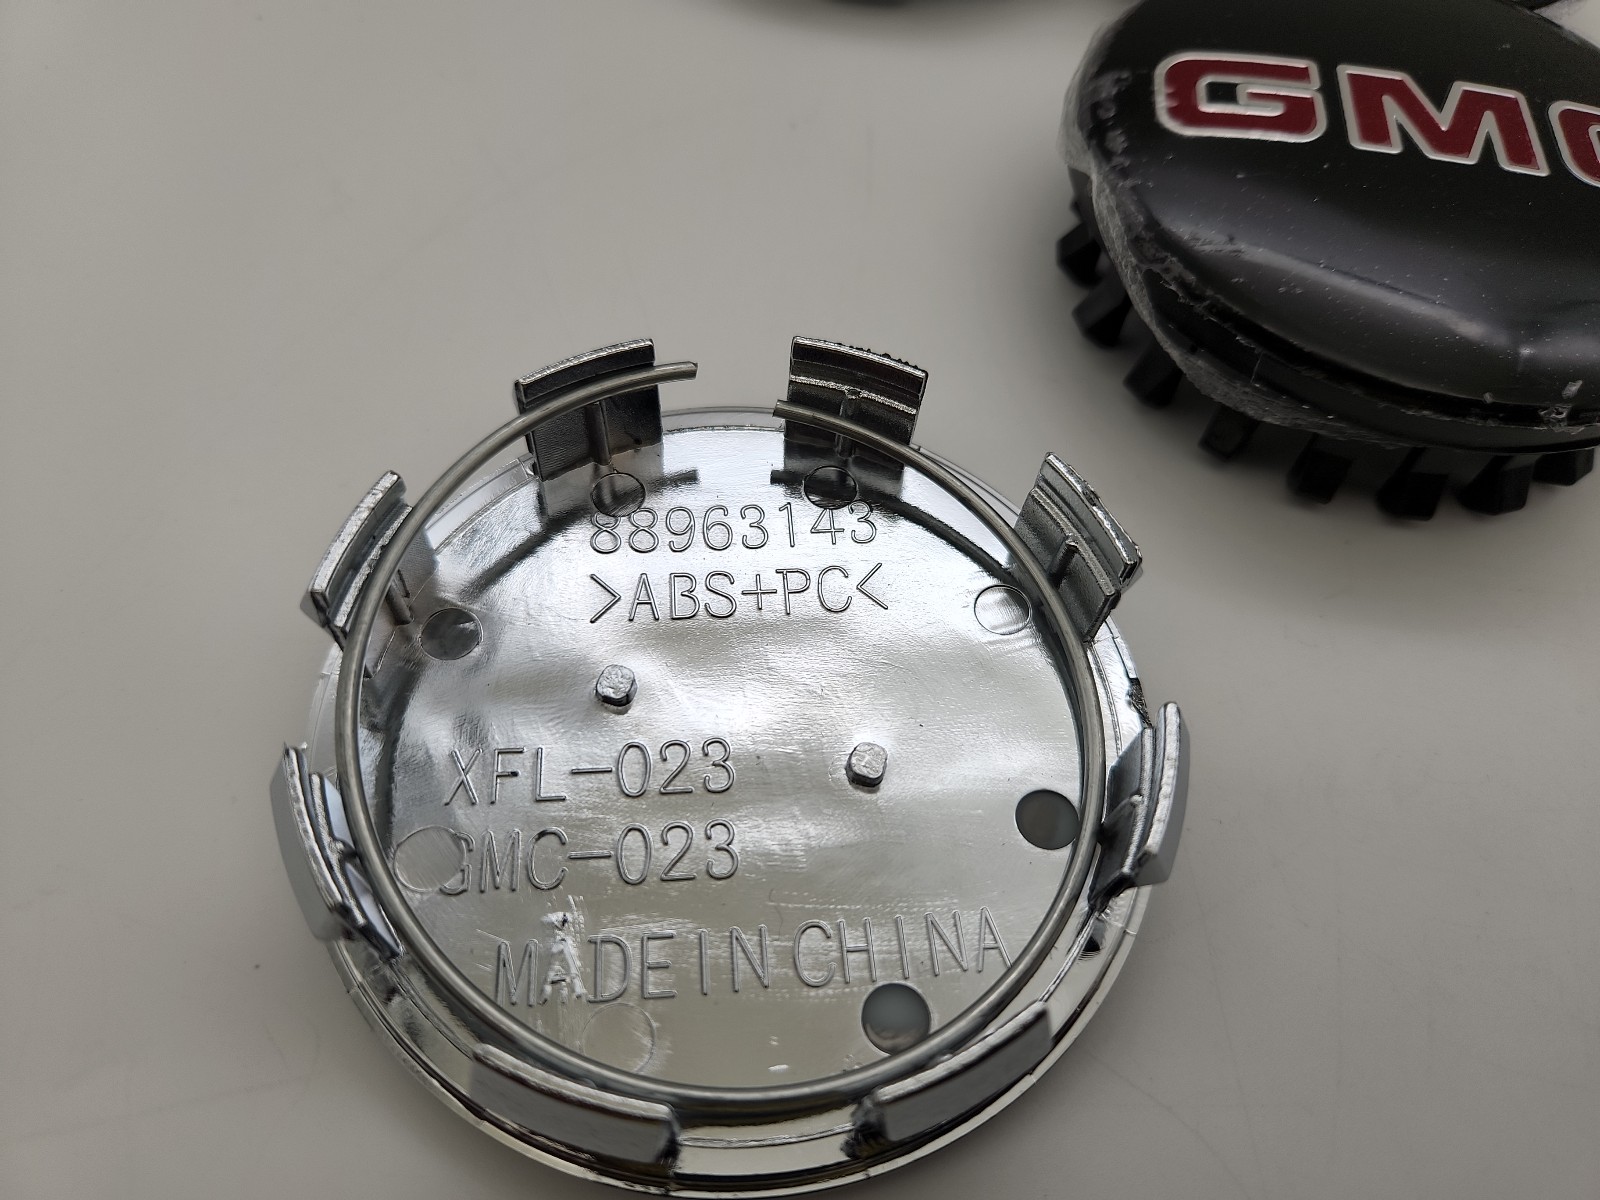 GMC
88963143
>ABS+PC<
XFL-023
GMC-023
MADE IN CHINA